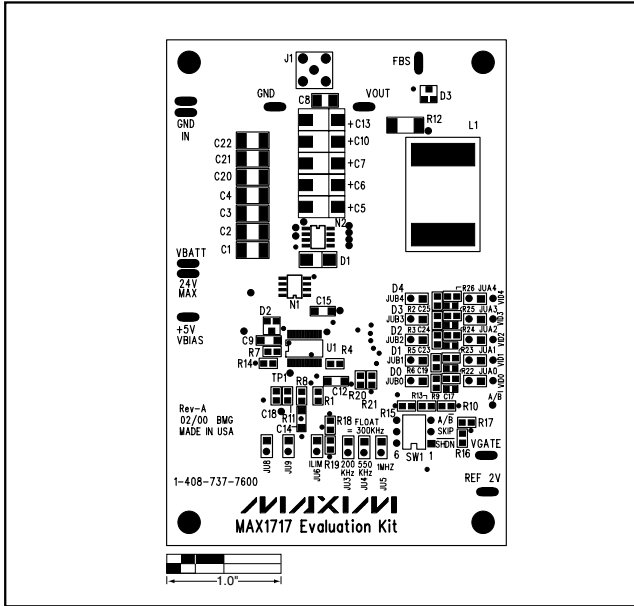 J1
FBS
GND
VOUT
C8
D3
GND
IN
R12
L1
+C13
+C10
+C7
+C6
+C5
C22
C21
C20
C4
C3
C2
C1
N2
D1
VBATT
24V
MAX
N1
C15
+5V
VBIAS
D2
C9
R7
R14
U1
R4
TP1
R8
C12
R1
R20
R21
C18
R11
C14
D4
JUB4
R26
JUA4
VID4
D3
JUB3
R2
C25
R25
JUA3
VID3
D2
JUB2
R3
C24
R24
JUA2
VID2
D1
JUB1
R5
C23
R23
JUA1
VID1
D0
JUB0
R6
C19
R22
JUA0
VID0
A/B
R13
R9
C17
R10
R15
A/B
SKIP
SHDN
R17
R16
6
SW1
1
VGATE
REF 2V
Rev-A
02/00 BMG
MADE IN USA
R18
R19
FLOAT
= 300KHz
JU8
JU9
ILIM
JU6
200
KHz
JU3
550
KHz
JU4
1MHZ
JU5
1-408-737-7600
MAXIM
MAX1717 Evaluation Kit
1.0"